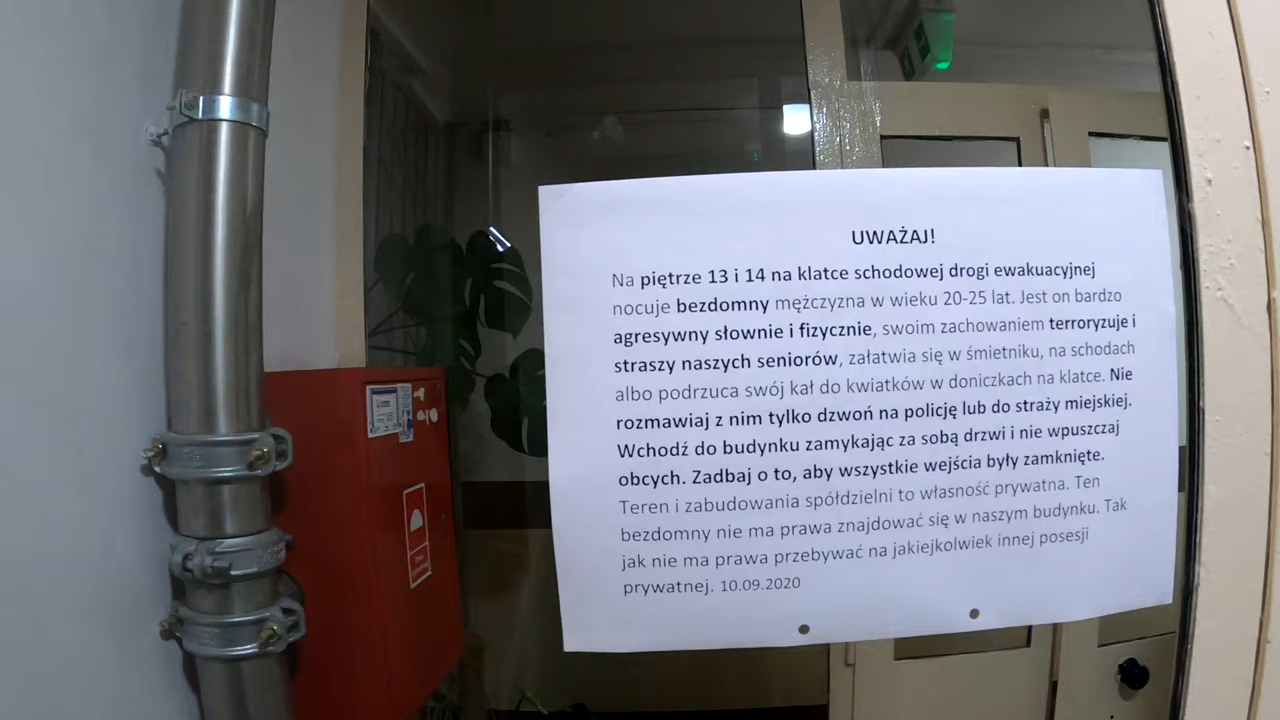 UWAŻAJ!
Na piętrze 13 i 14 na klatce schodowej drogi ewakuacyjnej
nocuje bezdomny mężczyzna w wieku 20-25 lat. Jest on bardzo
agresywny słownie i fizycznie, swoim zachowaniem terroryzuje i
straszy naszych seniorów, załatwia się w śmietniku, na schodach
albo podrzuca swój kał do kwiatków w doniczkach na klatce. Nie
rozmawiaj z nim tylko dzwoń na policję lub do straży miejskiej.
Wchodź do budynku zamykając za sobą drzwi i nie wpuszczaj
obcych. Zadbaj o to, aby wszystkie wejścia były zamknięte.
Teren i zabudowania spółdzielni to własność prywatna. Ten
bezdomny nie ma prawa znajdować się w naszym budynku. Tak
jak nie ma prawa przebywać na jakiejkolwiek innej posesji
prywatnej. 10.09.2020